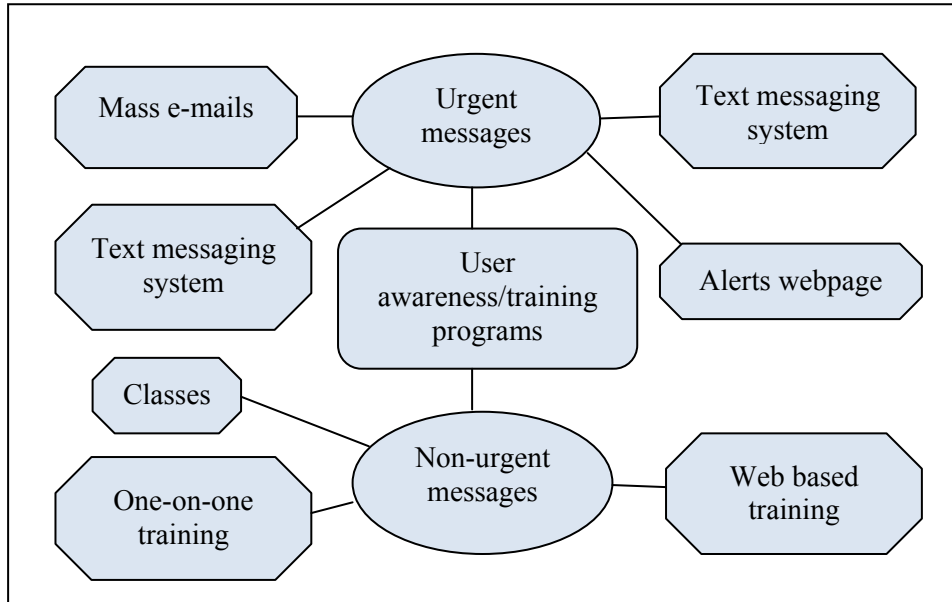 Mass e-mails
Urgent
messages
Text messaging
system
Text messaging
system
User
awareness/training
programs
Alerts webpage
Classes
Non-urgent
messages
One-on-one
training
Web based
training